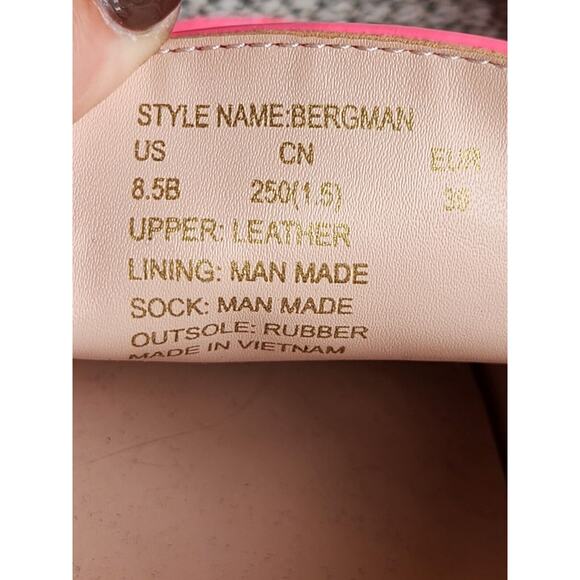 STYLE NAME:BERGMAN
US CN EUR
8.5B 250(1.5)
UPPER: LEATHER
LINING: MAN MADE
SOCK: MAN MADE
OUTSOLE: RUBBER
MADE IN VIETNAM